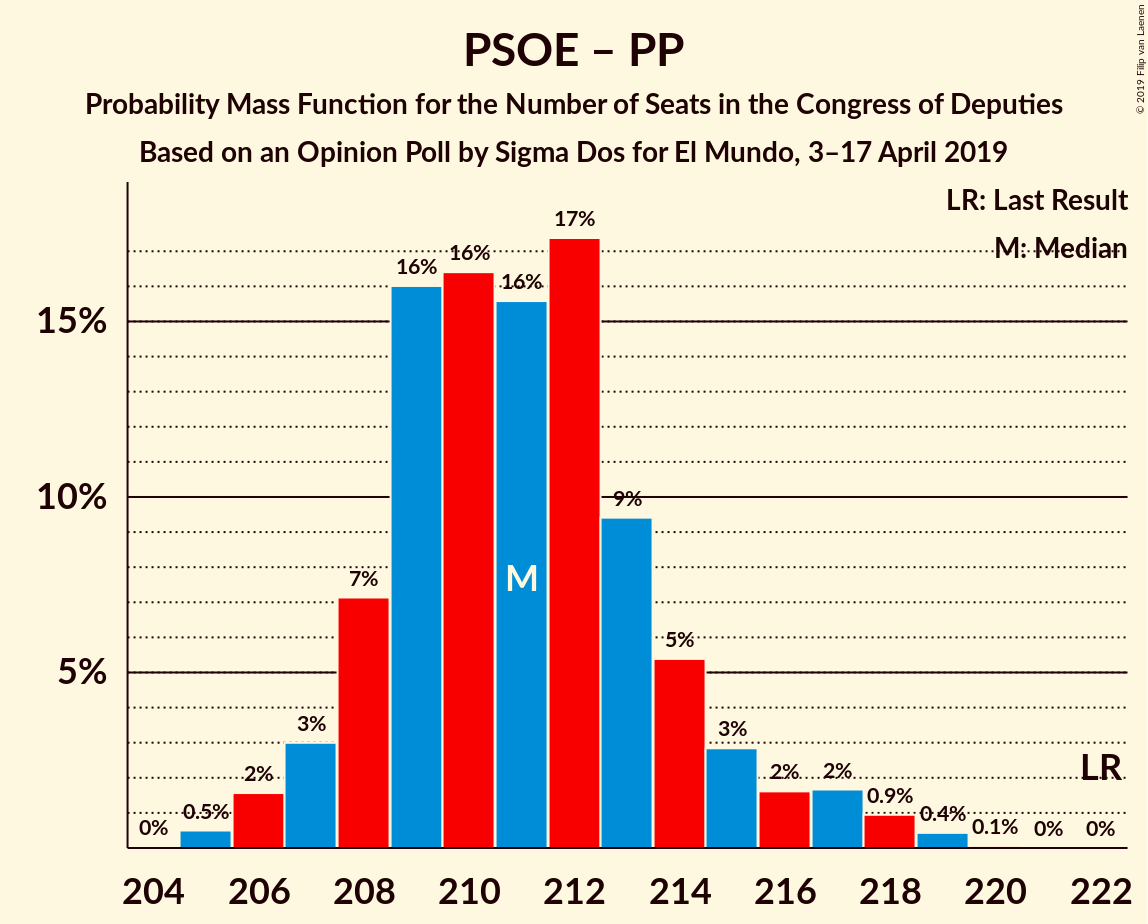 PSOE – PP
Probability Mass Function for the Number of Seats in the Congress of Deputies
Based on an Opinion Poll by Sigma Dos for El Mundo, 3–17 April 2019
© 2019 Filip van Laenen
LR: Last Result
M: Median
17%
16%
16%
16%
15%
10%
9%
M
7%
5%
5%
3%
3%
LR
2%
2%
2%
0.9%
0.5%
0.4%
0%
0.1%
0%
0%
204 206 208 210 212 214 216 218 220 222